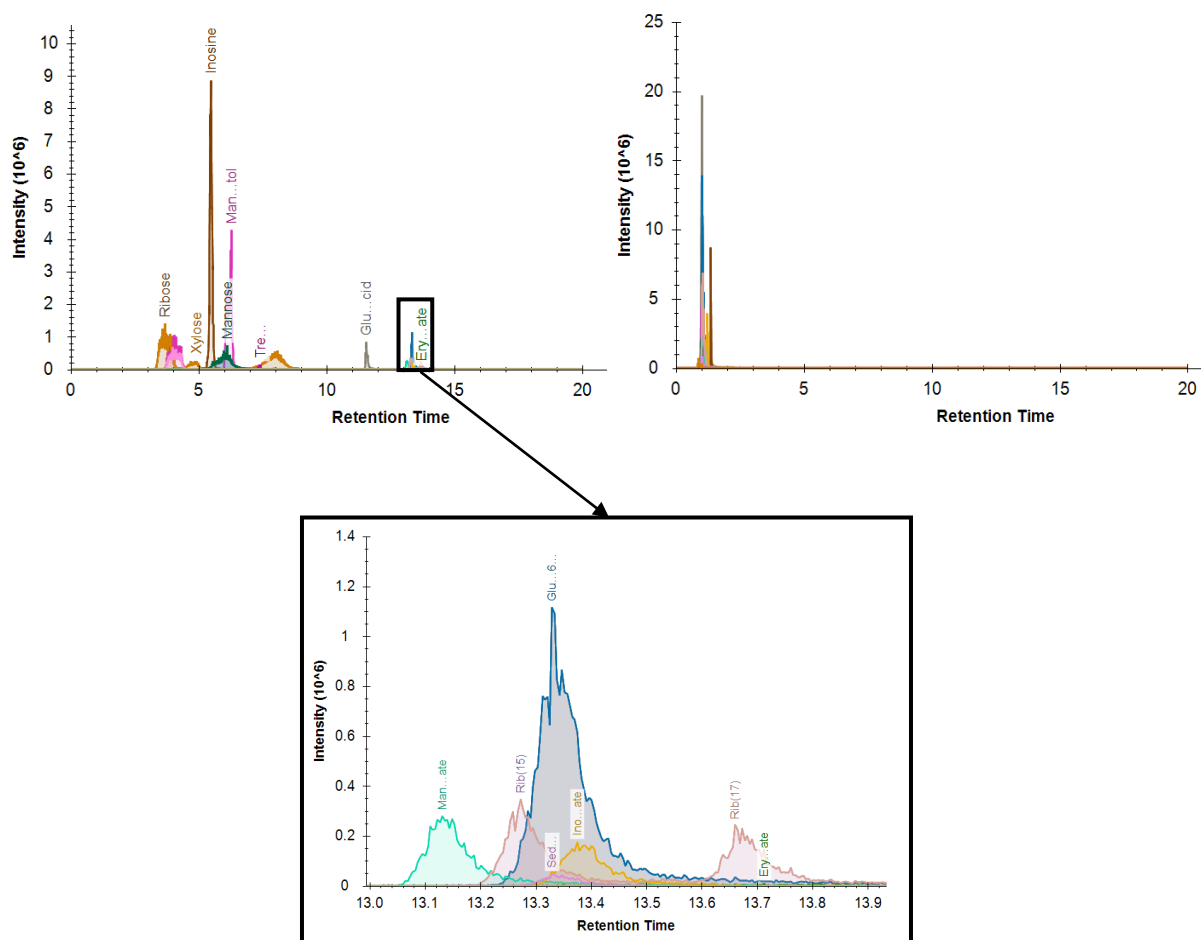 Intensity (10^6)
10
9
8
7
6
5
4
3
2
1
0
Ribose
Xylose
Inosine
Mannose
Man...tol
Tre...
Glu...cid
Ery...ate
0 5 10 15 20
Retention Time
Intensity (10^6)
25
20
15
10
5
0
0 5 10 15 20
Retention Time
Intensity (10^6)
1.4
1.2
1
0.8
0.6
0.4
0.2
0
Man...ate
Rib(15)
Glu...6...
Sed...
Ino...ate
Rib(17)
Ery...ate
13.0 13.1 13.2 13.3 13.4 13.5 13.6 13.7 13.8 13.9
Retention Time